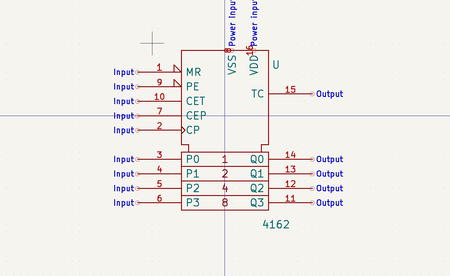 Power Input Power Input
8 16
VSS VDD U
Input 1 MR
Input 9 PE
TC 15 Output
Input 10 CET
Input 7 CEP
Input 2 CP
Input 3 P0 1 Q0 14 Output
Input 4 P1 2 Q1 13 Output
Input 5 P2 4 Q2 12 Output
Input 6 P3 8 Q3 11 Output
4162